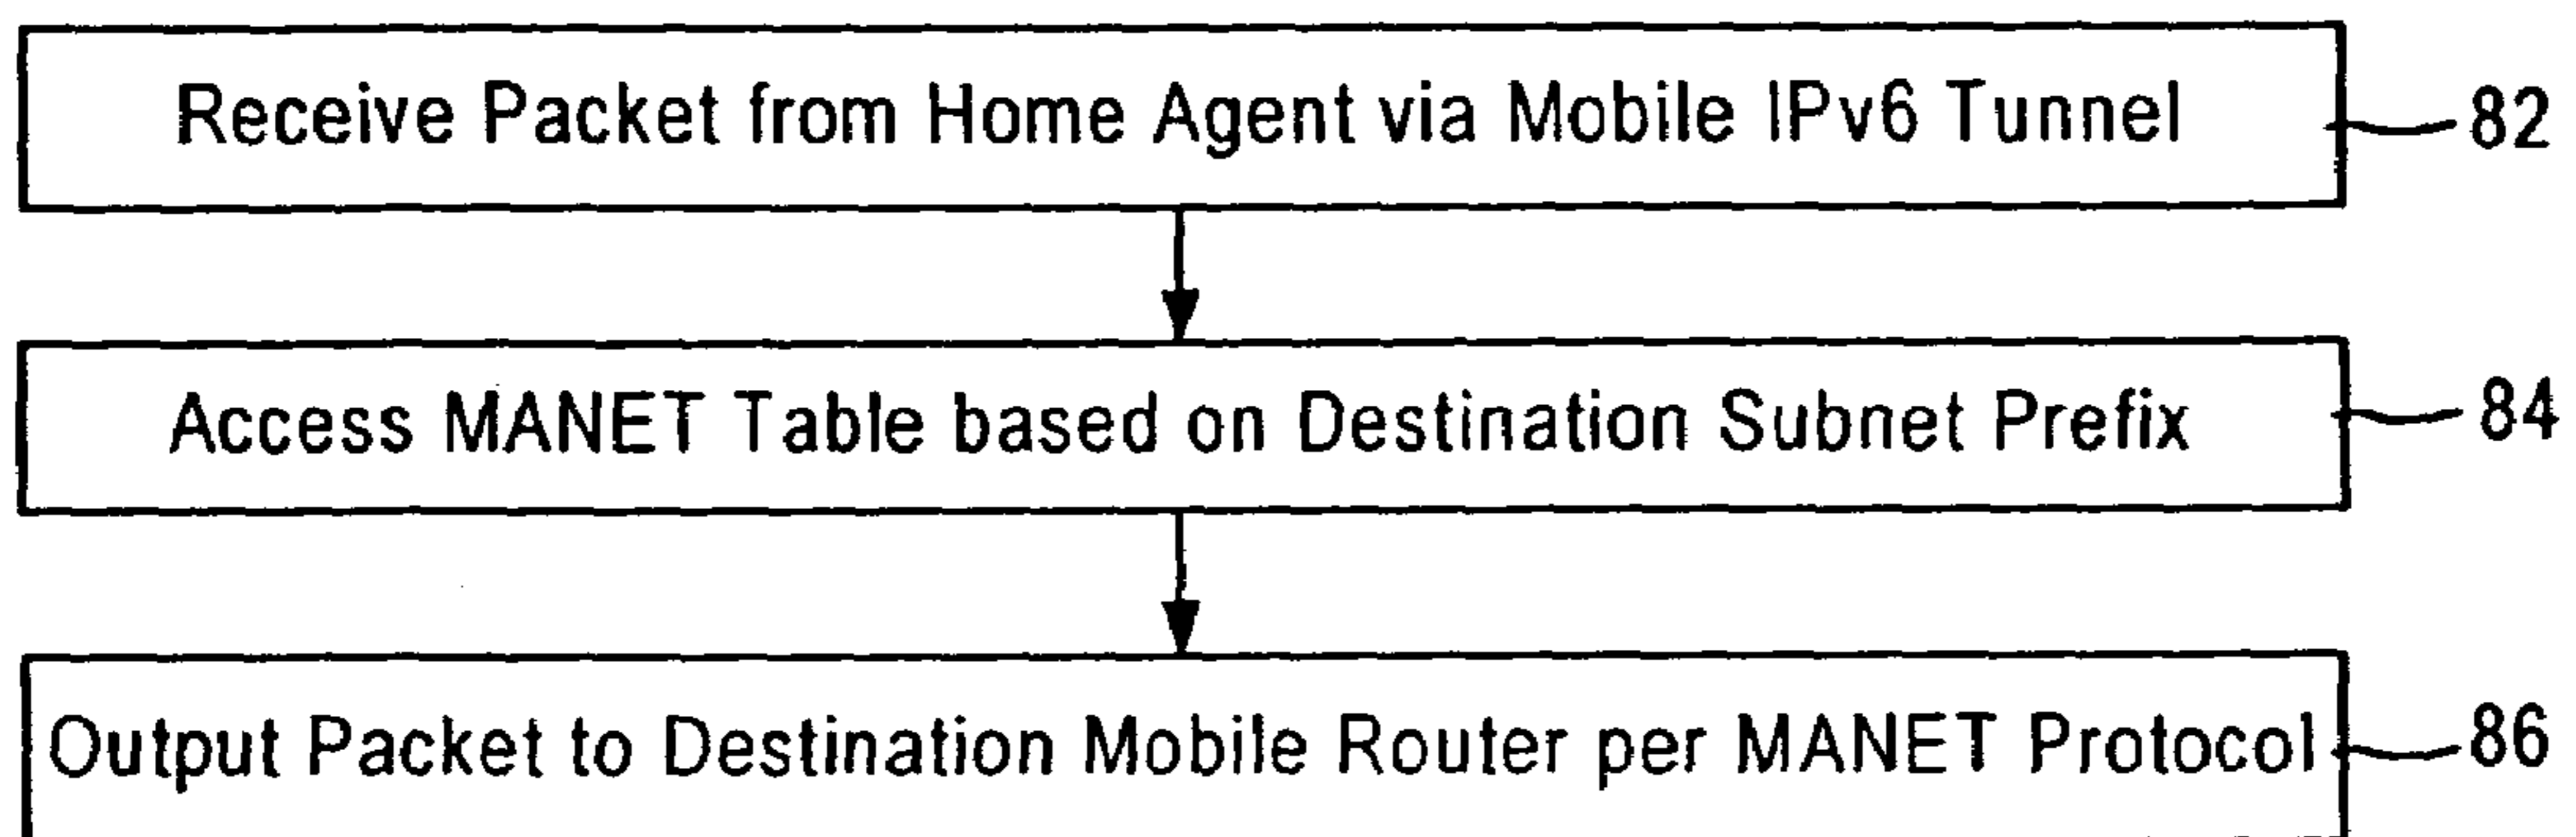 Receive Packet from Home Agent via Mobile IPv6 Tunnel 82
Access MANET Table based on Destination Subnet Prefix 84
Output Packet to Destination Mobile Router per MANET Protocol 86